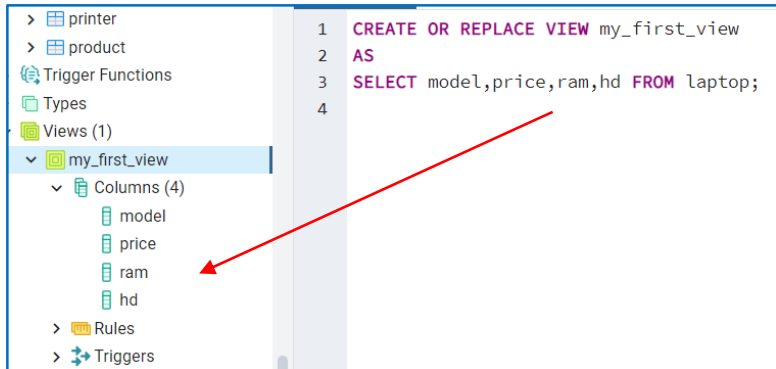 printer
product
Trigger Functions
Types
Views (1)
my_first_view
Columns (4)
model
price
ram
hd
Rules
Triggers
1 CREATE OR REPLACE VIEW my_first_view
2 AS
3 SELECT model,price,ram,hd FROM laptop;
4